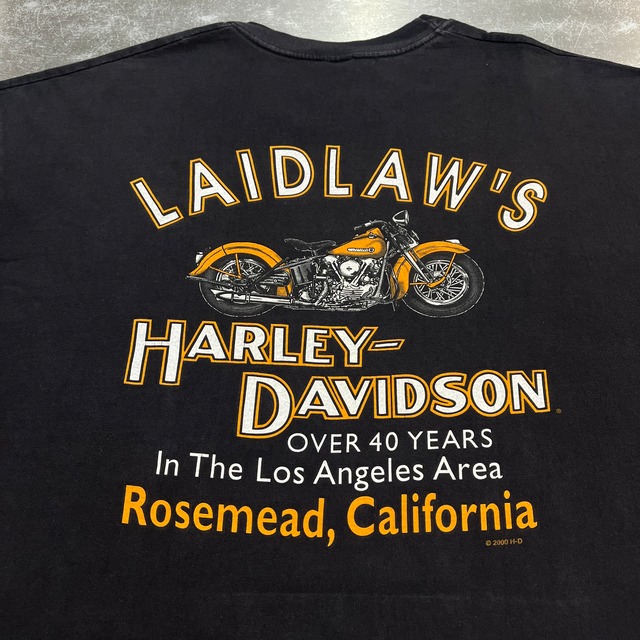 LAIDLAW'S
HARLEY-
DAVIDSON®
OVER 40 YEARS
In The Los Angeles Area
Rosemead, California
© 2000 H-D